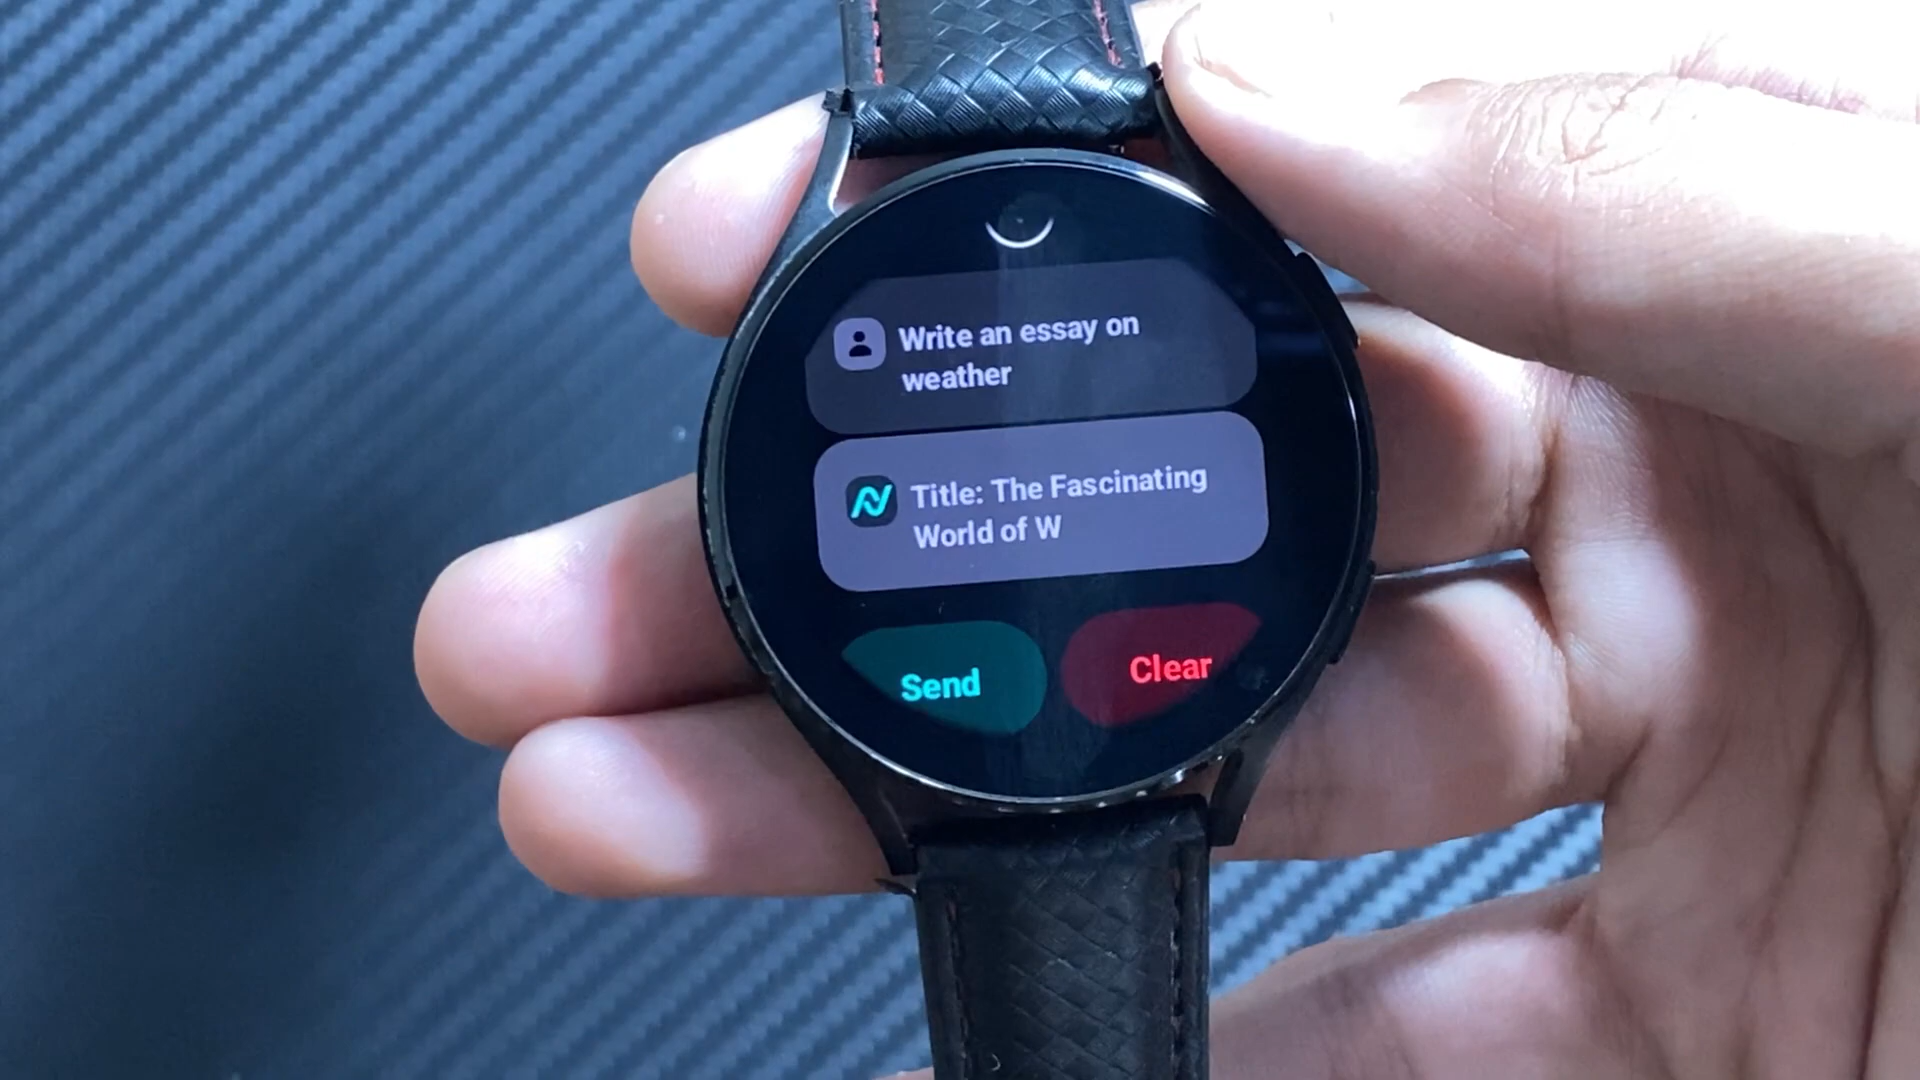 Write an essay on
weather
Title: The Fascinating
World of W
Send
Clear